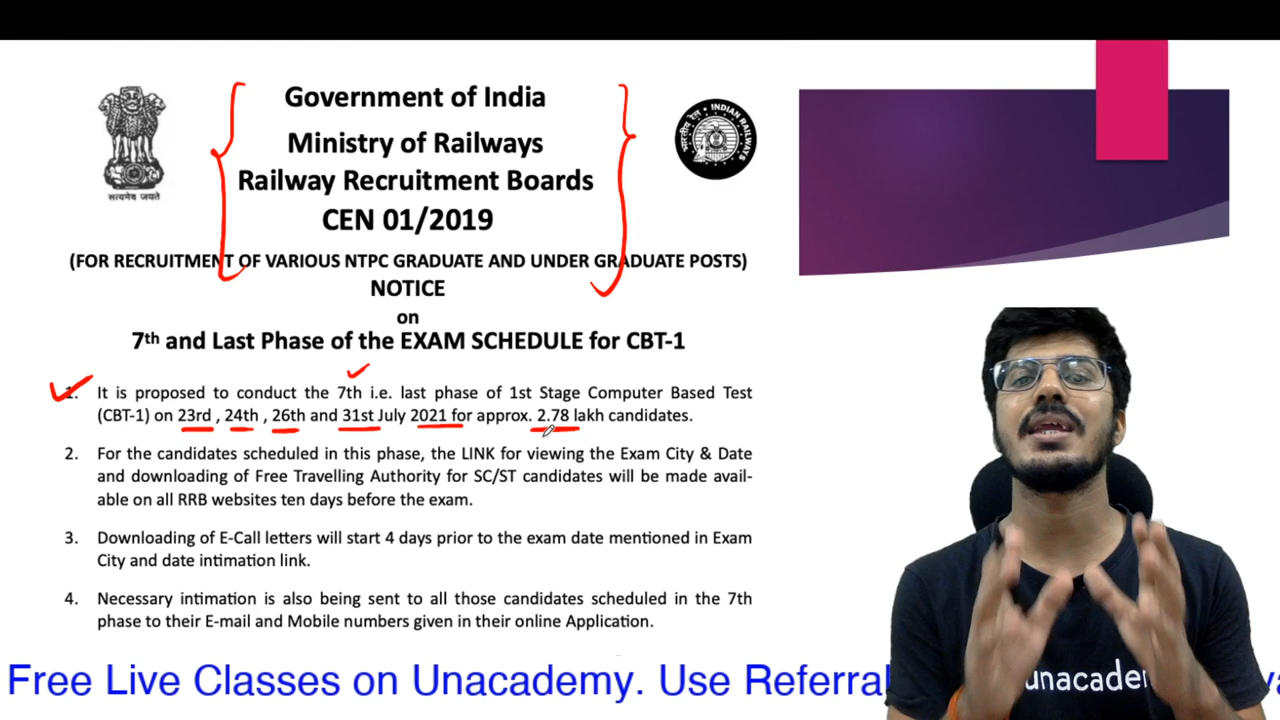 Government of India
Ministry of Railways
Railway Recruitment Boards
CEN 01/2019
सत्यमेव जयते
भारतीय रेल INDIAN RAILWAYS
(FOR RECRUITMENT OF VARIOUS NTPC GRADUATE AND UNDER GRADUATE POSTS)
NOTICE
on
7th and Last Phase of the EXAM SCHEDULE for CBT-1
1. It is proposed to conduct the 7th i.e. last phase of 1st Stage Computer Based Test
(CBT-1) on 23rd , 24th , 26th and 31st July 2021 for approx. 2.78 lakh candidates.
2. For the candidates scheduled in this phase, the LINK for viewing the Exam City & Date
and downloading of Free Travelling Authority for SC/ST candidates will be made avail-
able on all RRB websites ten days before the exam.
3. Downloading of E-Call letters will start 4 days prior to the exam date mentioned in Exam
City and date intimation link.
4. Necessary intimation is also being sent to all those candidates scheduled in the 7th
phase to their E-mail and Mobile numbers given in their online Application.
Free Live Classes on Unacademy. Use Referral
unacade